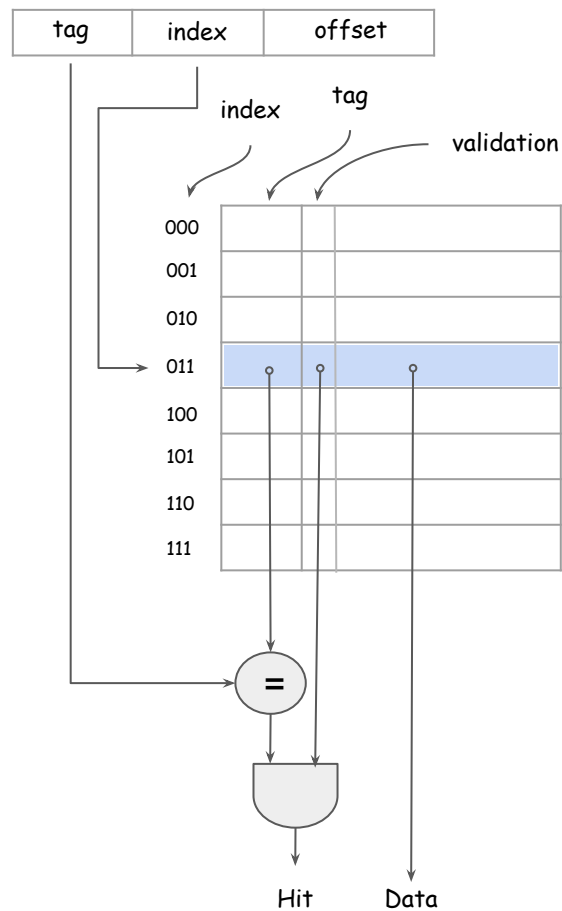 tag index offset
index
tag
validation
000
001
010
011
100
101
110
111
=
Hit Data